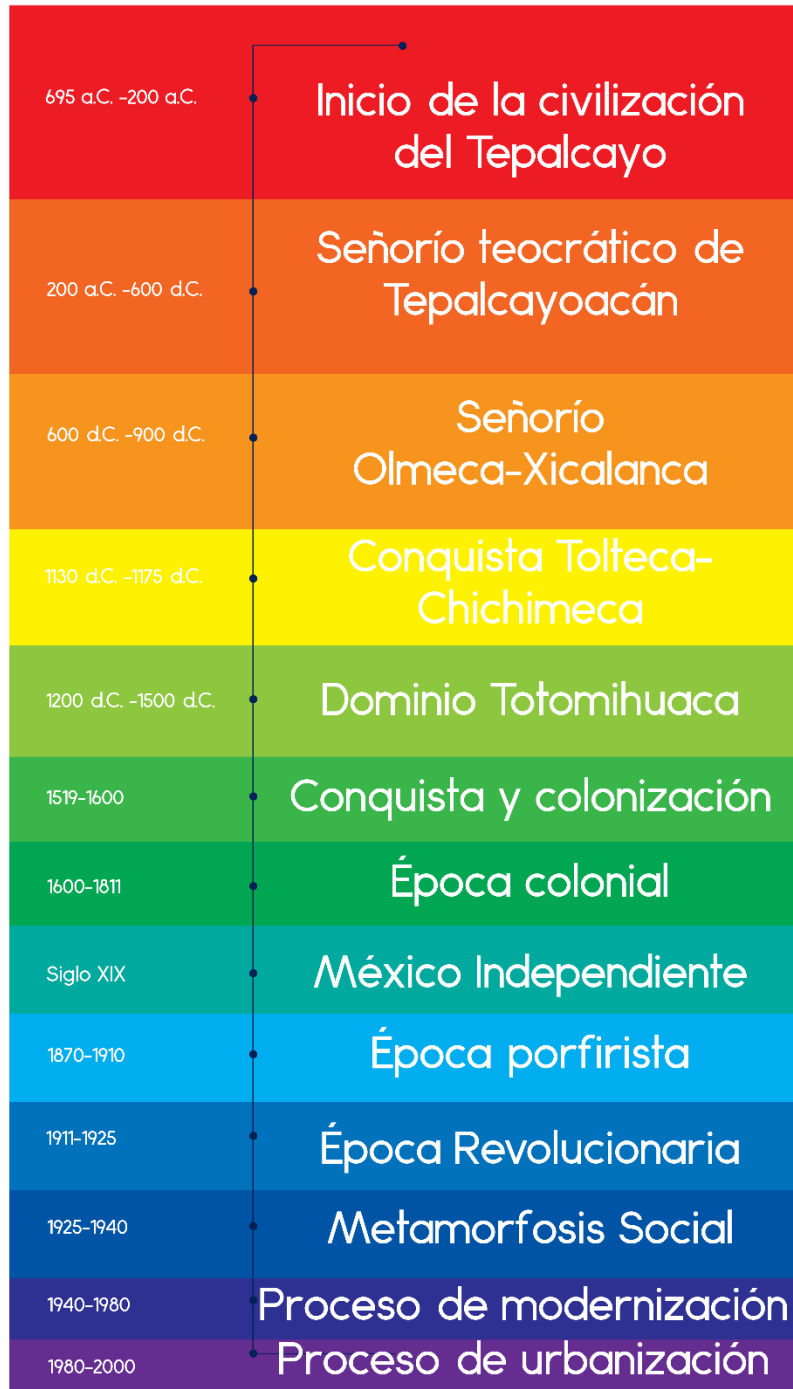 695 a.C. -200 a.C.
Inicio de la civilización
del Tepalcayo
200 a.C. -600 d.C.
Señorío teocrático de
Tepalcayoacán
600 d.C. -900 d.C.
Señorío
Olmeca-Xicalanca
1130 d.C. -1175 d.C.
Conquista Tolteca-
Chichimeca
1200 d.C. -1500 d.C.
Dominio Totomihuaca
1519-1600
Conquista y colonización
1600-1811
Época colonial
Siglo XIX
México Independiente
1870-1910
Época porfirista
1911-1925
Época Revolucionaria
1925-1940
Metamorfosis Social
1940-1980
Proceso de modernización
1980-2000
Proceso de urbanización